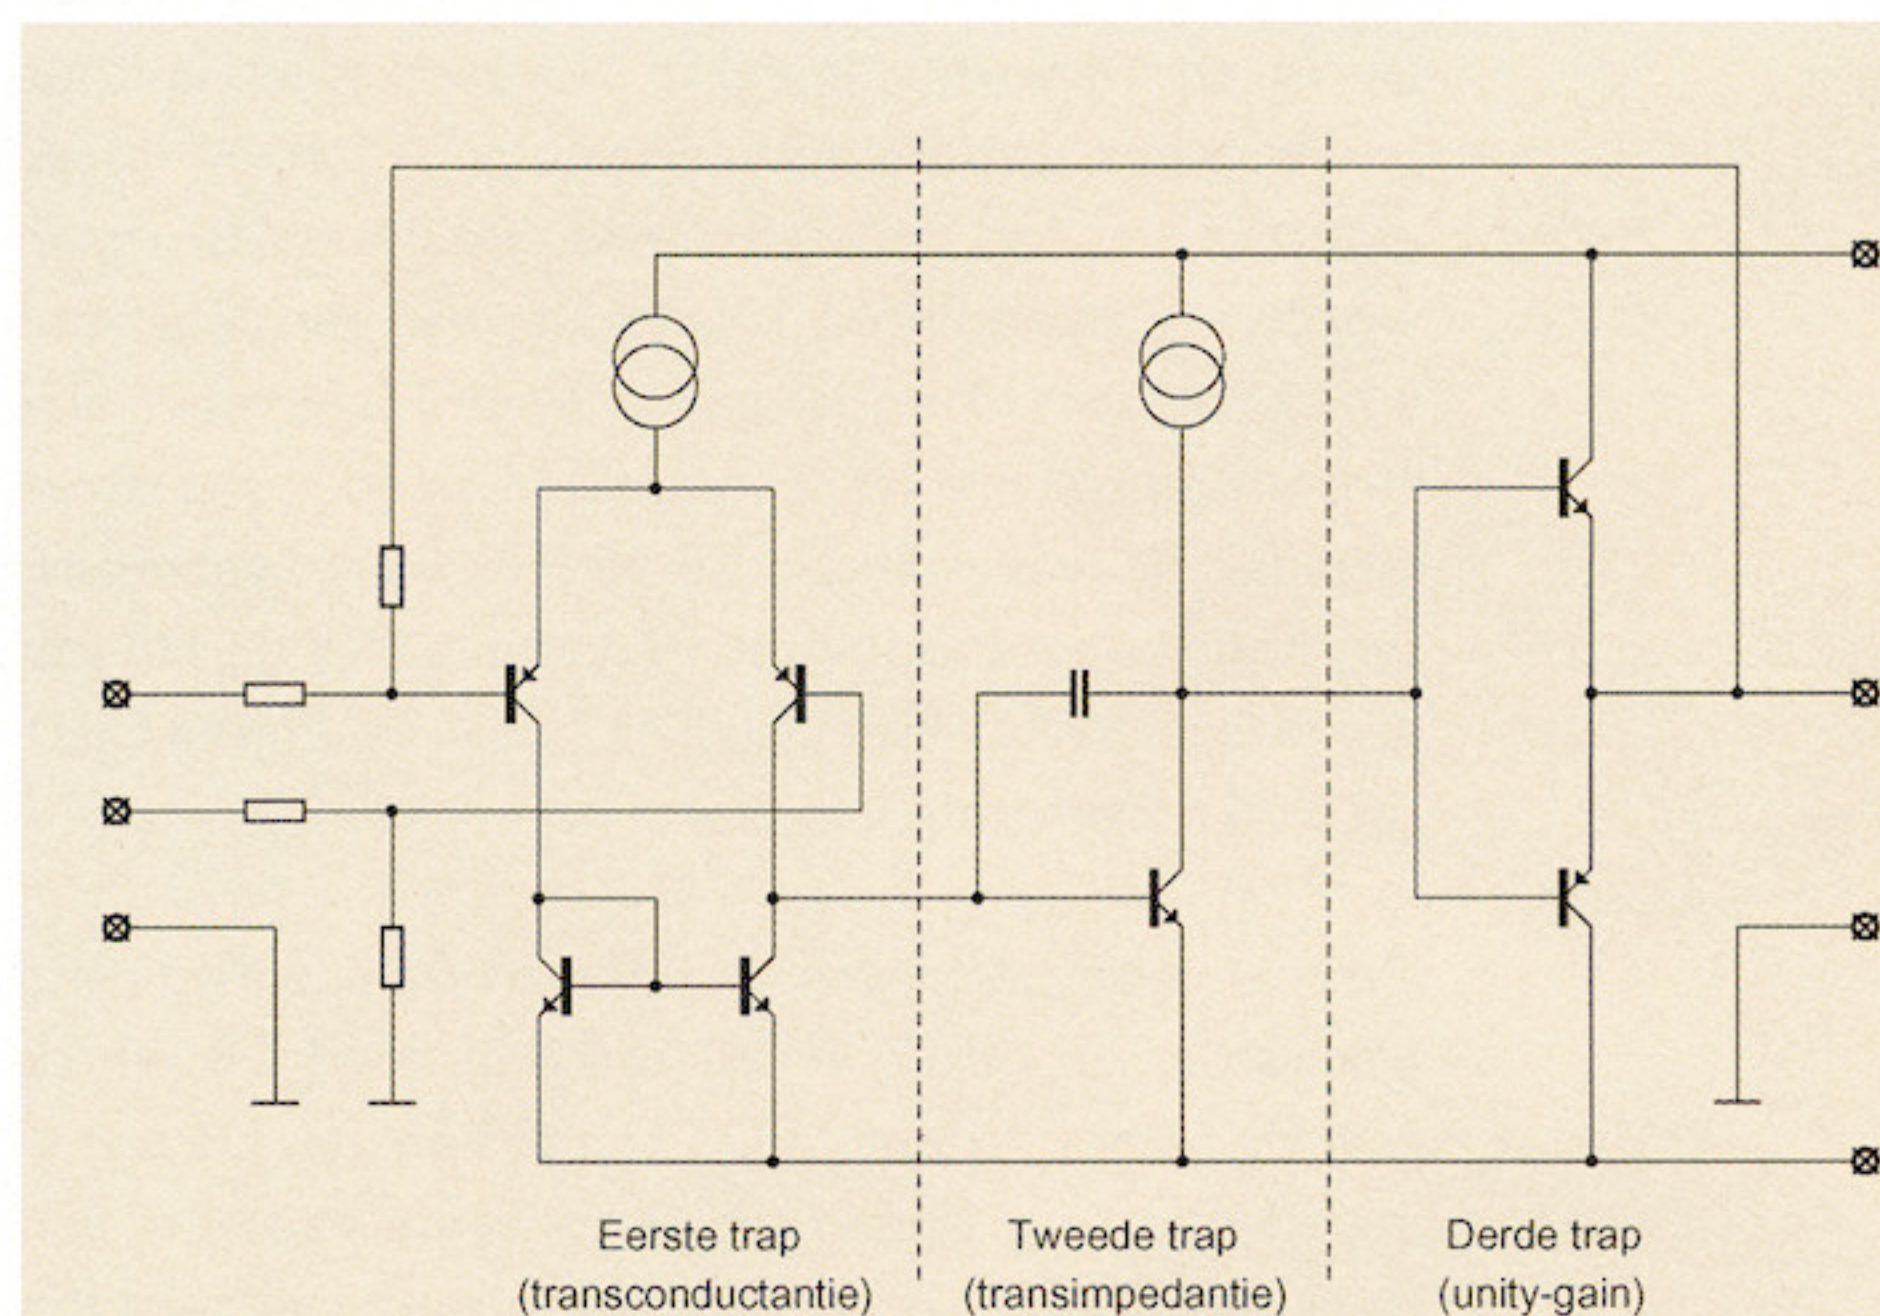 Eerste trap
(transconductantie)
Tweede trap
(transimpedantie)
Derde trap
(unity-gain)